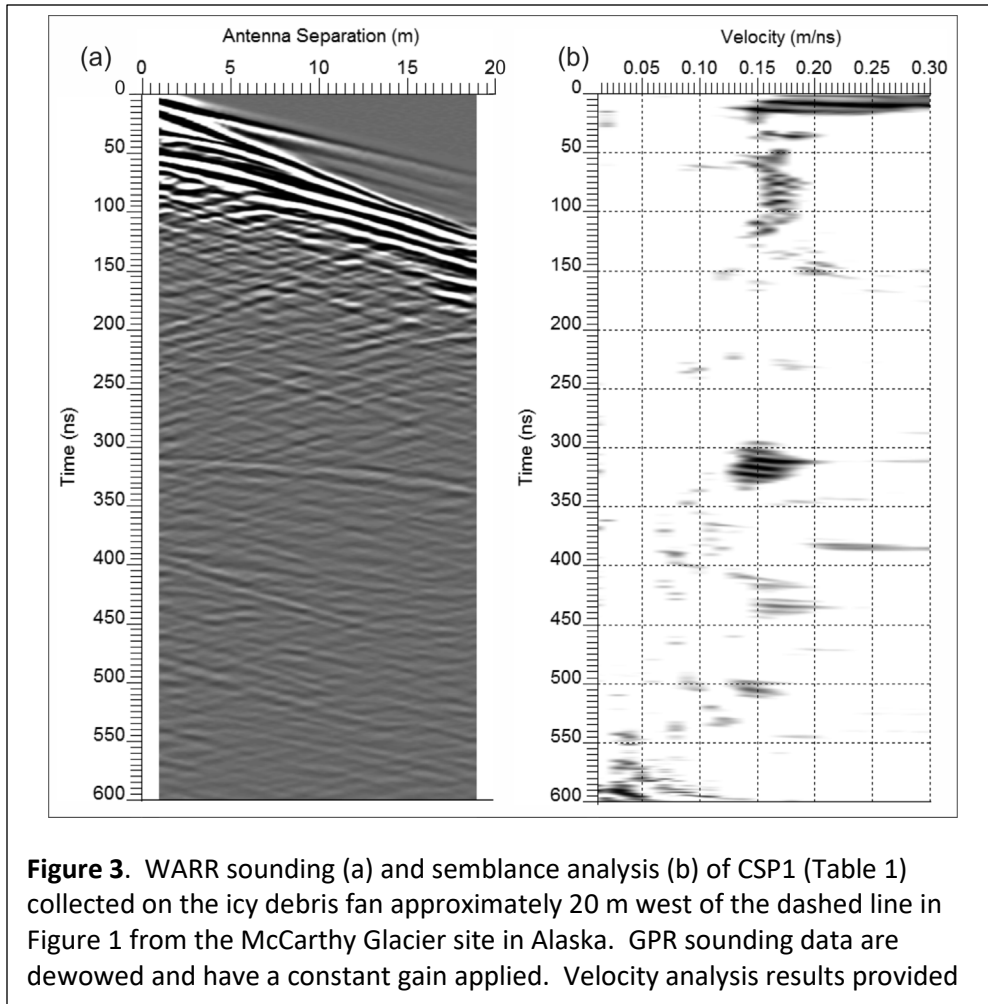 Antenna Separation (m)
(a)
0 5 10 15 20
0
50
100
150
200
250
300
350
400
450
500
550
600
Time (ns)
Velocity (m/ns)
(b)
0.05 0.10 0.15 0.20 0.25 0.30
0
50
100
150
200
250
300
350
400
450
500
550
600
Time (ns)
Figure 3. WARR sounding (a) and semblance analysis (b) of CSP1 (Table 1)
collected on the icy debris fan approximately 20 m west of the dashed line in
Figure 1 from the McCarthy Glacier site in Alaska. GPR sounding data are
dewowed and have a constant gain applied. Velocity analysis results provided